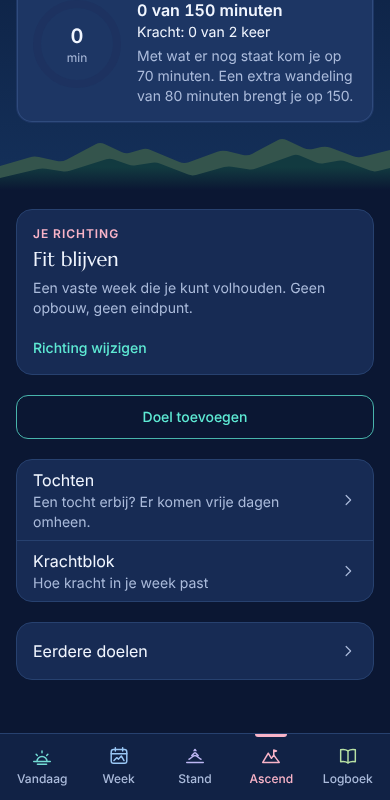 0 van 150 minuten
0
min
Kracht: 0 van 2 keer
Met wat er nog staat kom je op
70 minuten. Een extra wandeling
van 80 minuten brengt je op 150.
JE RICHTING
Fit blijven
Een vaste week die je kunt volhouden. Geen
opbouw, geen eindpunt.
Richting wijzigen
Doel toevoegen
Tochten
Een tocht erbij? Er komen vrije dagen
omheen.
Krachtblok
Hoe kracht in je week past
Eerdere doelen
Vandaag
Week
Stand
Ascend
Logboek